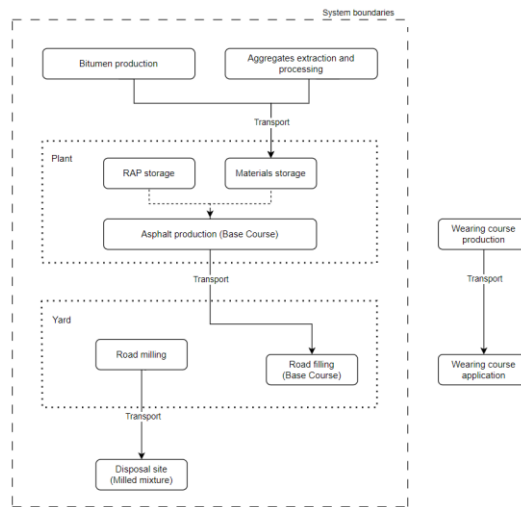 System boundaries
Bitumen production
Aggregates extraction and
processing
Transport
Plant
RAP storage
Materials storage
Asphalt production (Base Course)
Wearing course
production
Transport
Transport
Yard
Road milling
Road filling
(Base Course)
Wearing course
application
Transport
Disposal site
(Milled mixture)